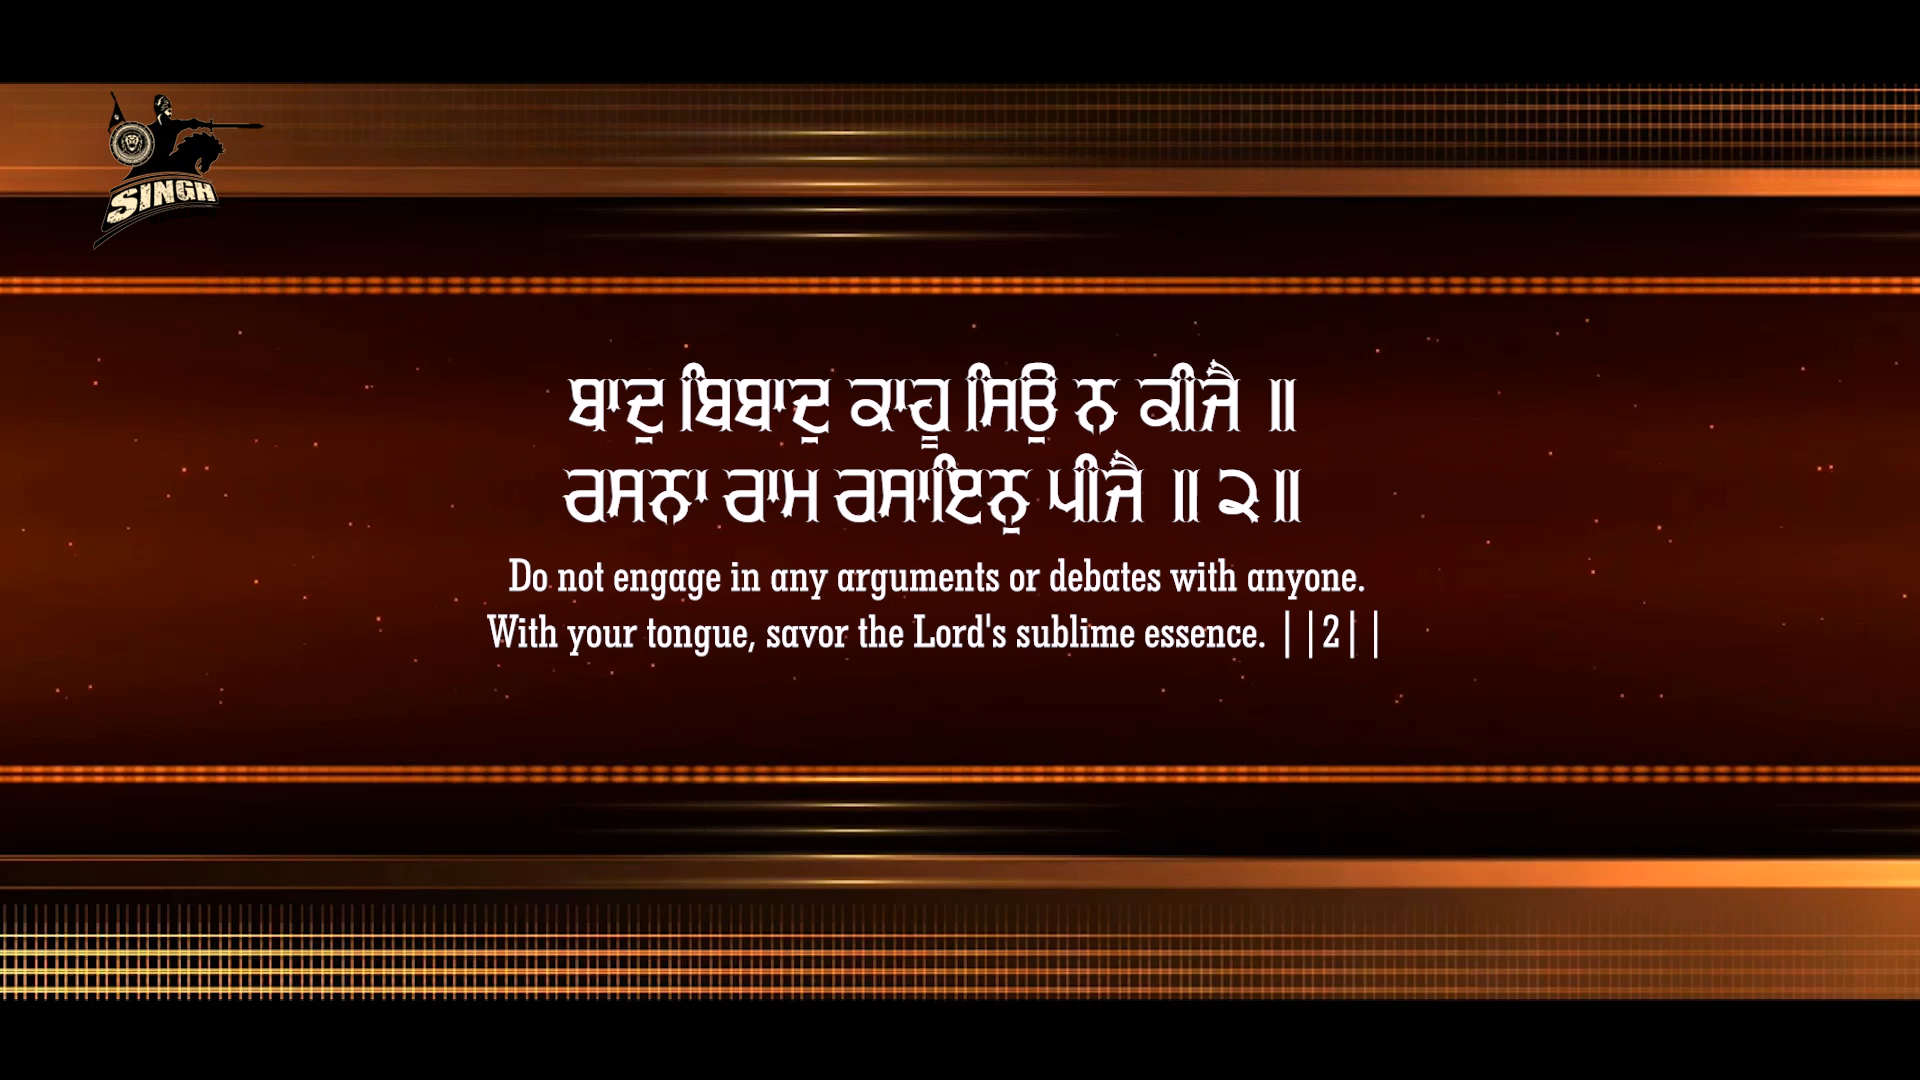 SINGH
ਬਾਦੁ ਬਿਬਾਦੁ ਕਾਹੂ ਸਿਉ ਨ ਕੀਜੈ ॥
ਰਸਨਾ ਰਾਮ ਰਸਾਇਨੁ ਪੀਜੈ ॥੨॥
Do not engage in any arguments or debates with anyone.
With your tongue, savor the Lord's sublime essence. ||2||